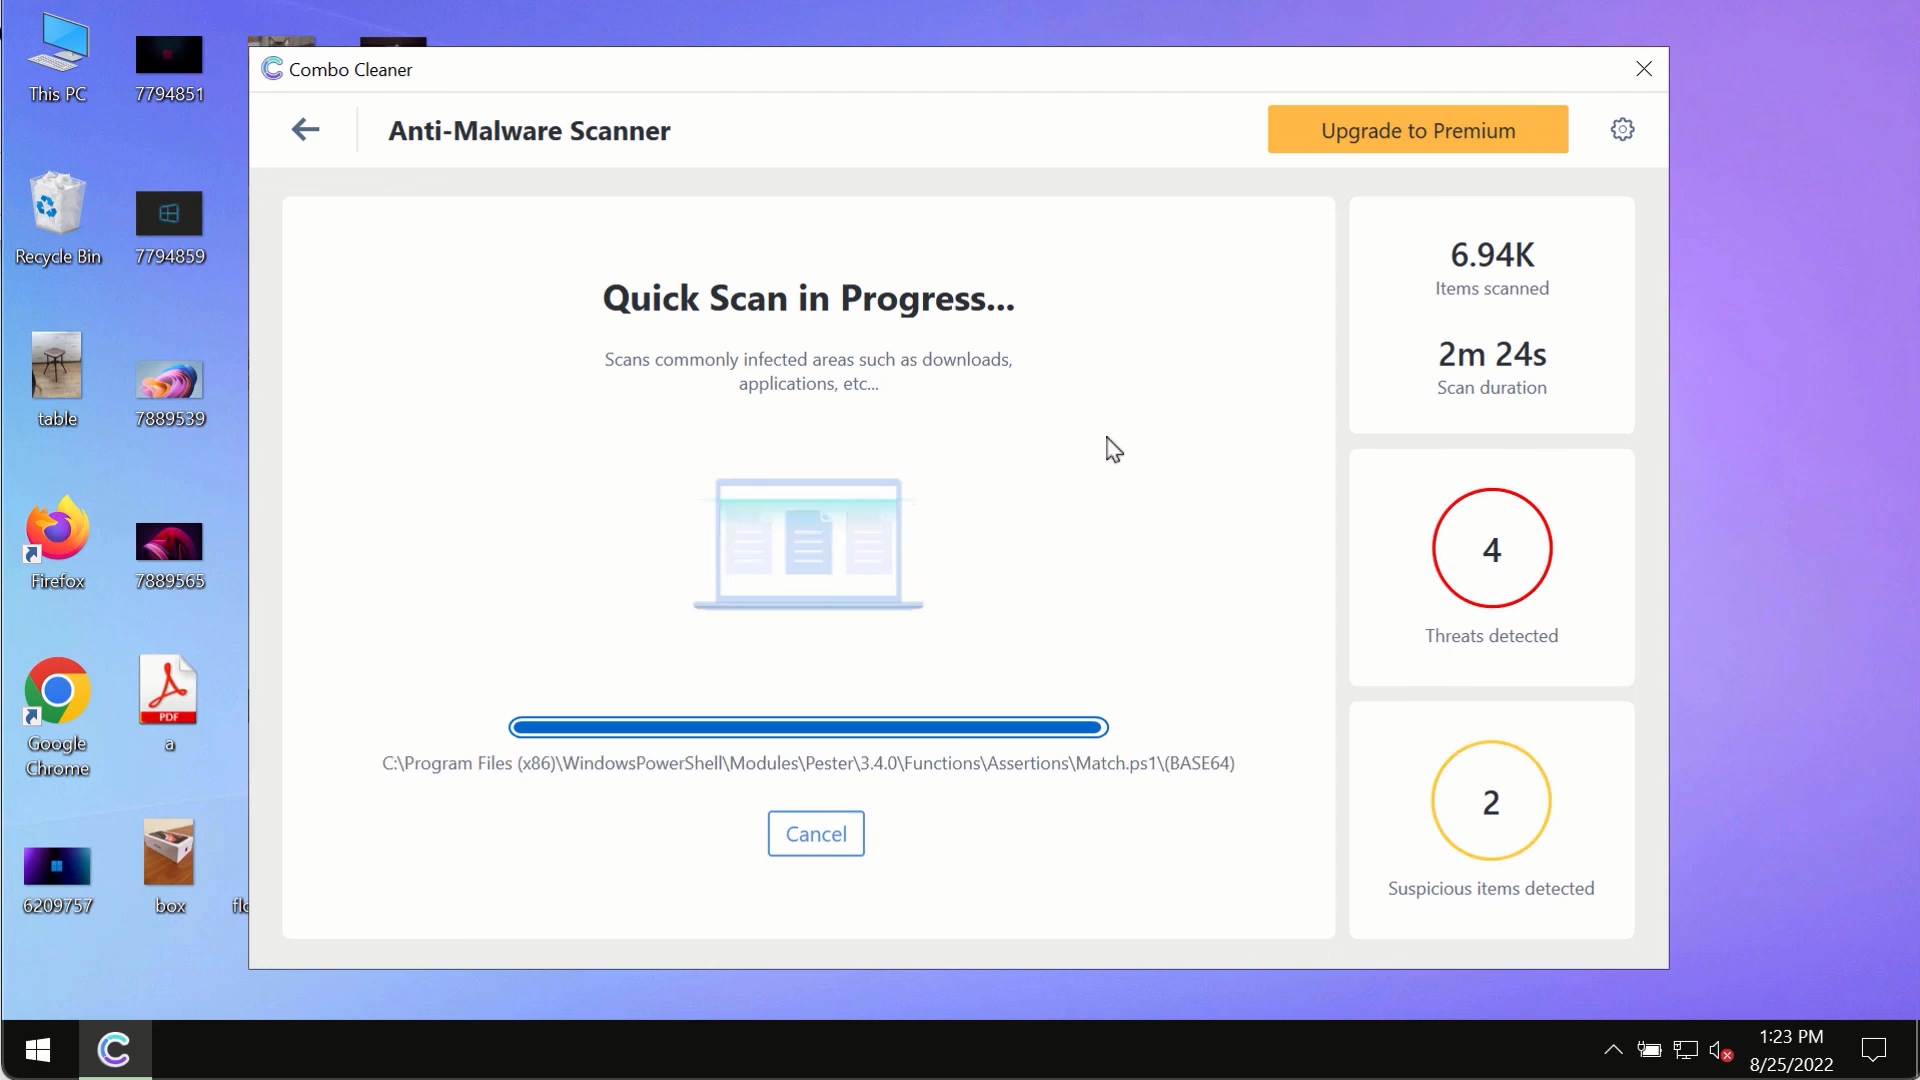 This PC
7794851
Recycle Bin
7794859
table
7889539
Firefox
7889565
Google
Chrome
PDF
a
6209757
box
Combo Cleaner
Anti-Malware Scanner
Upgrade to Premium
Quick Scan in Progress...
Scans commonly infected areas such as downloads,
applications, etc...
C:\Program Files (x86)\WindowsPowerShell\Modules\Pester\3.4.0\Functions\Assertions\Match.ps1\(BASE64)
Cancel
6.94K
Items scanned
2m 24s
Scan duration
4
Threats detected
2
Suspicious items detected
1:23 PM
8/25/2022